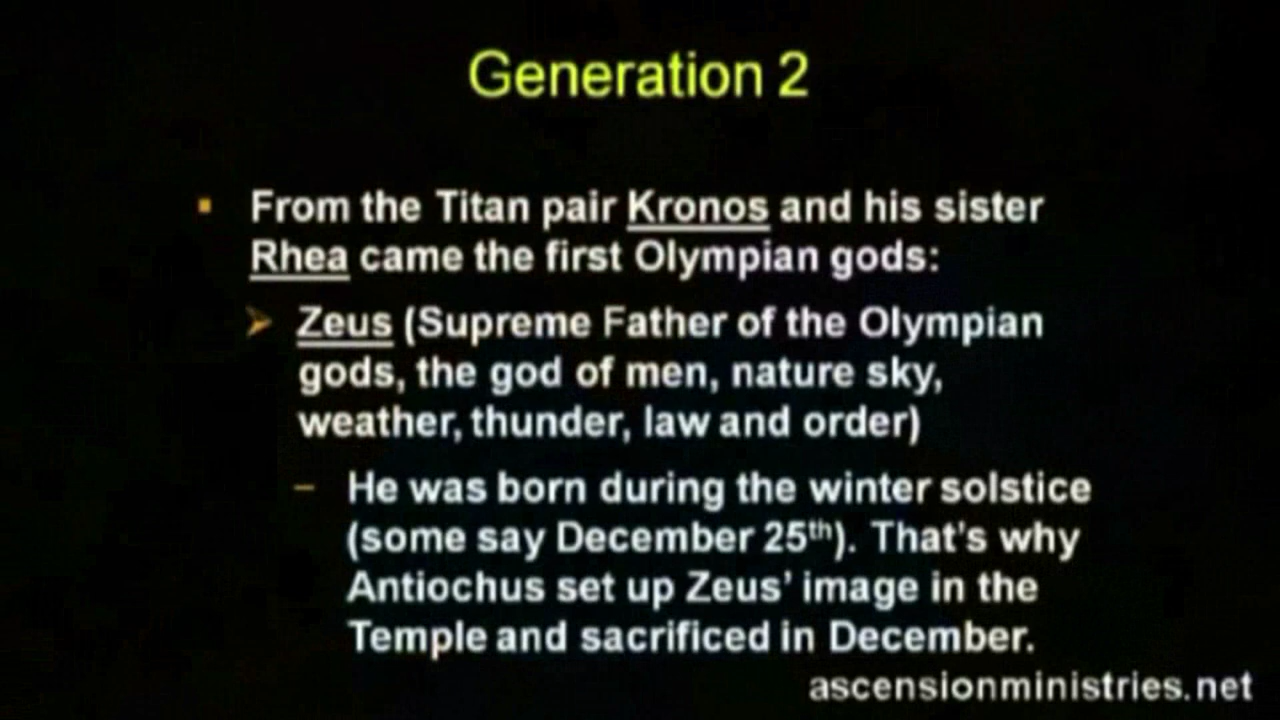 Generation 2
▪ From the Titan pair Kronos and his sister
Rhea came the first Olympian gods:
➢ Zeus (Supreme Father of the Olympian
gods, the god of men, nature sky,
weather, thunder, law and order)
– He was born during the winter solstice
(some say December 25th). That's why
Antiochus set up Zeus' image in the
Temple and sacrificed in December.
ascensionministries.net